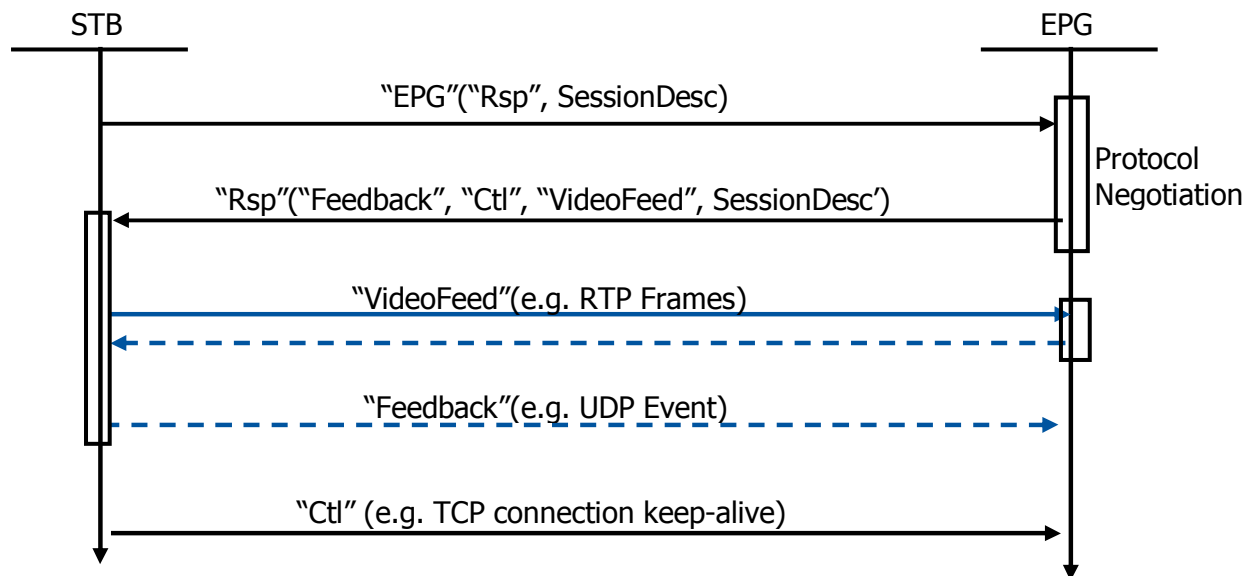 STB
EPG
“EPG”(“Rsp”, SessionDesc)
Protocol
Negotiation
“Rsp”(“Feedback”, “Ctl”, “VideoFeed”, SessionDesc’)
“VideoFeed”(e.g. RTP Frames)
“Feedback”(e.g. UDP Event)
“Ctl” (e.g. TCP connection keep-alive)